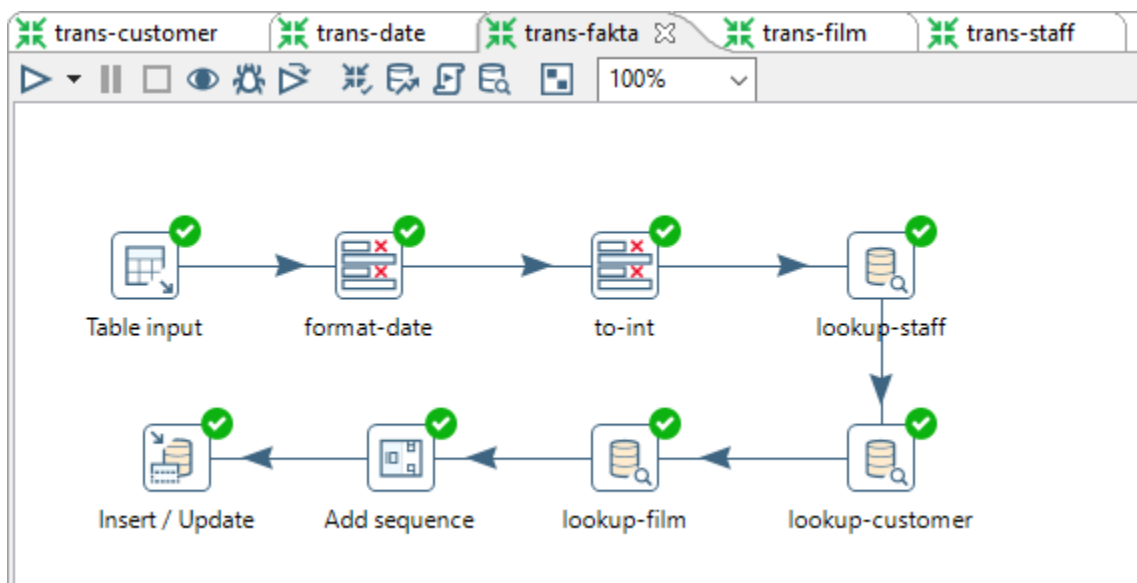 trans-customer
trans-date
trans-fakta
trans-film
trans-staff
100%
Table input
format-date
to-int
lookup-staff
Insert / Update
Add sequence
lookup-film
lookup-customer